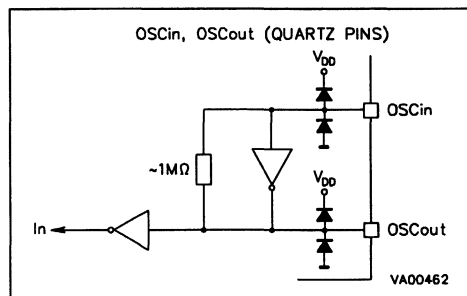 OSCin, OSCout (QUARTZ PINS)
VDD
OSCin
~1MΩ
VDD
In
OSCout
VA00462